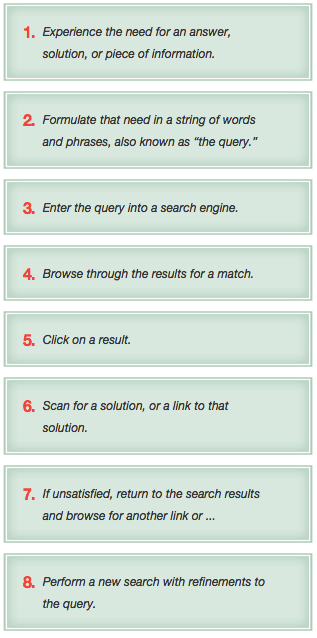 1. Experience the need for an answer,
solution, or piece of information.
2. Formulate that need in a string of words
and phrases, also known as “the query.”
3. Enter the query into a search engine.
4. Browse through the results for a match.
5. Click on a result.
6. Scan for a solution, or a link to that
solution.
7. If unsatisfied, return to the search results
and browse for another link or ...
8. Perform a new search with refinements to
the query.